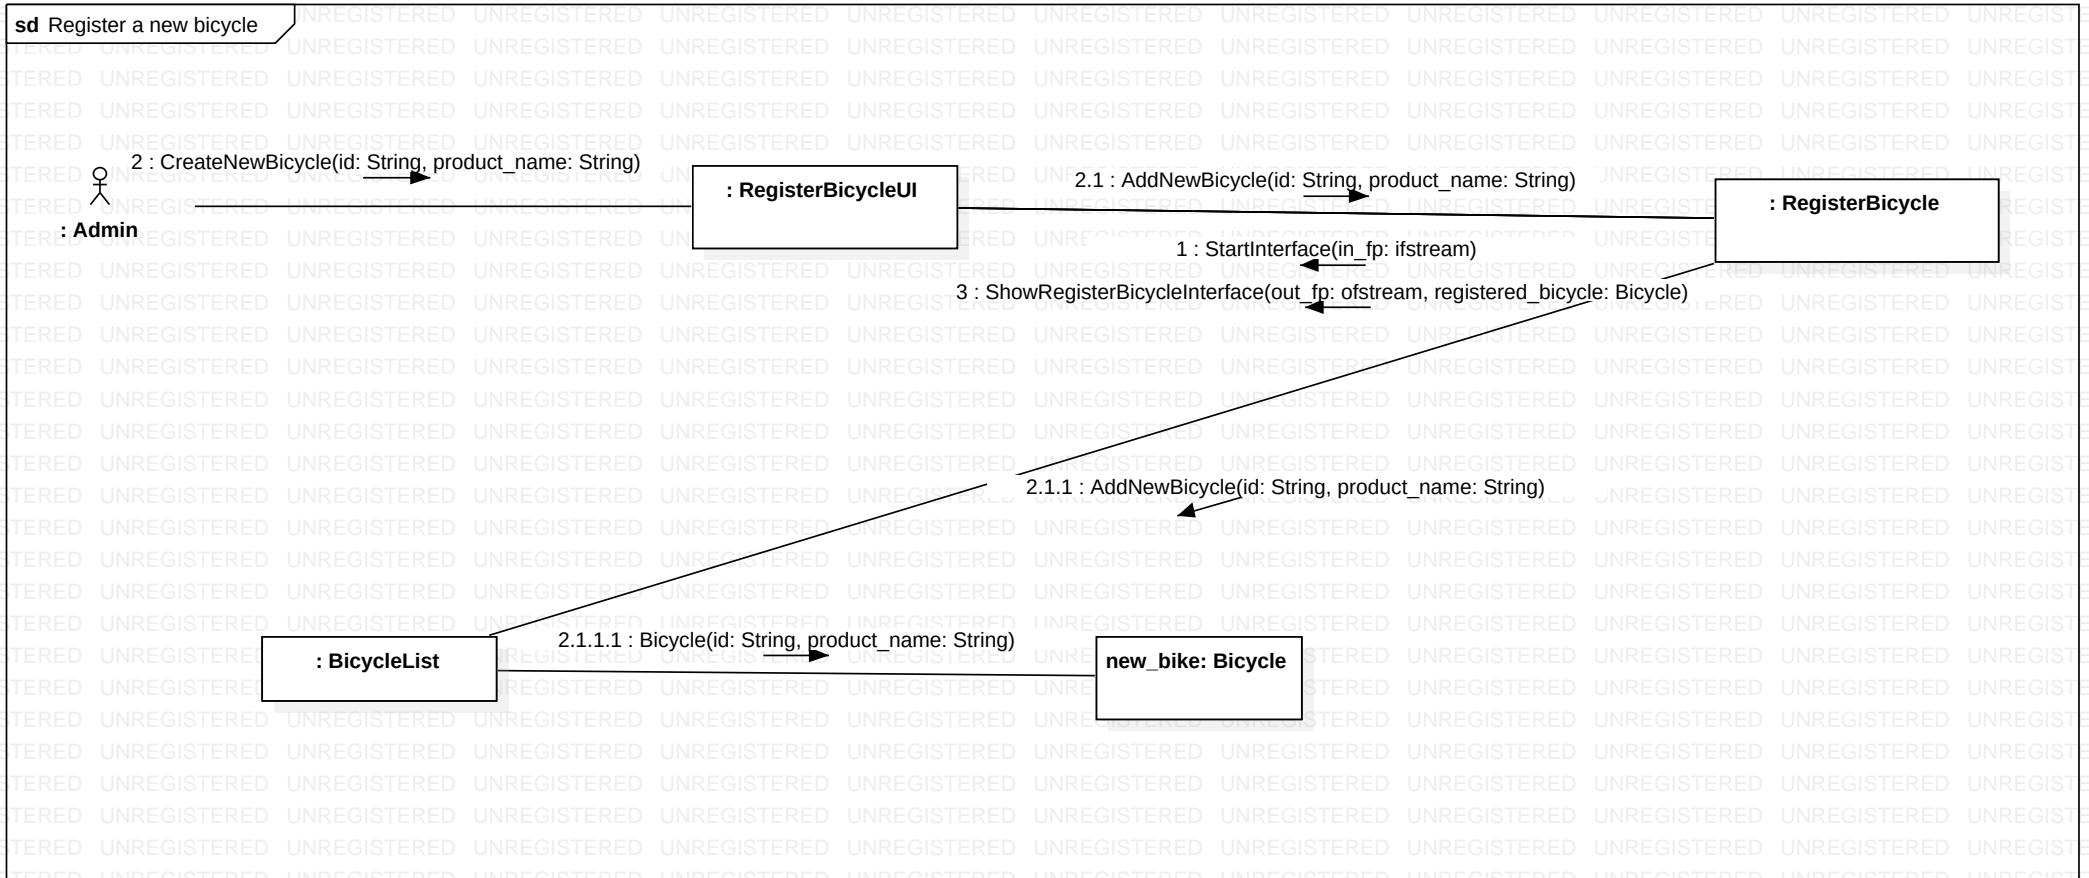 sd Register a new bicycle
2 : CreateNewBicycle(id: String, product_name: String)
: Admin
: RegisterBicycleUI
2.1 : AddNewBicycle(id: String, product_name: String)
: RegisterBicycle
1 : StartInterface(in_fp: ifstream)
3 : ShowRegisterBicycleInterface(out_fp: ofstream, registered_bicycle: Bicycle)
2.1.1 : AddNewBicycle(id: String, product_name: String)
: BicycleList
2.1.1.1 : Bicycle(id: String, product_name: String)
new_bike: Bicycle
UNREGISTERED